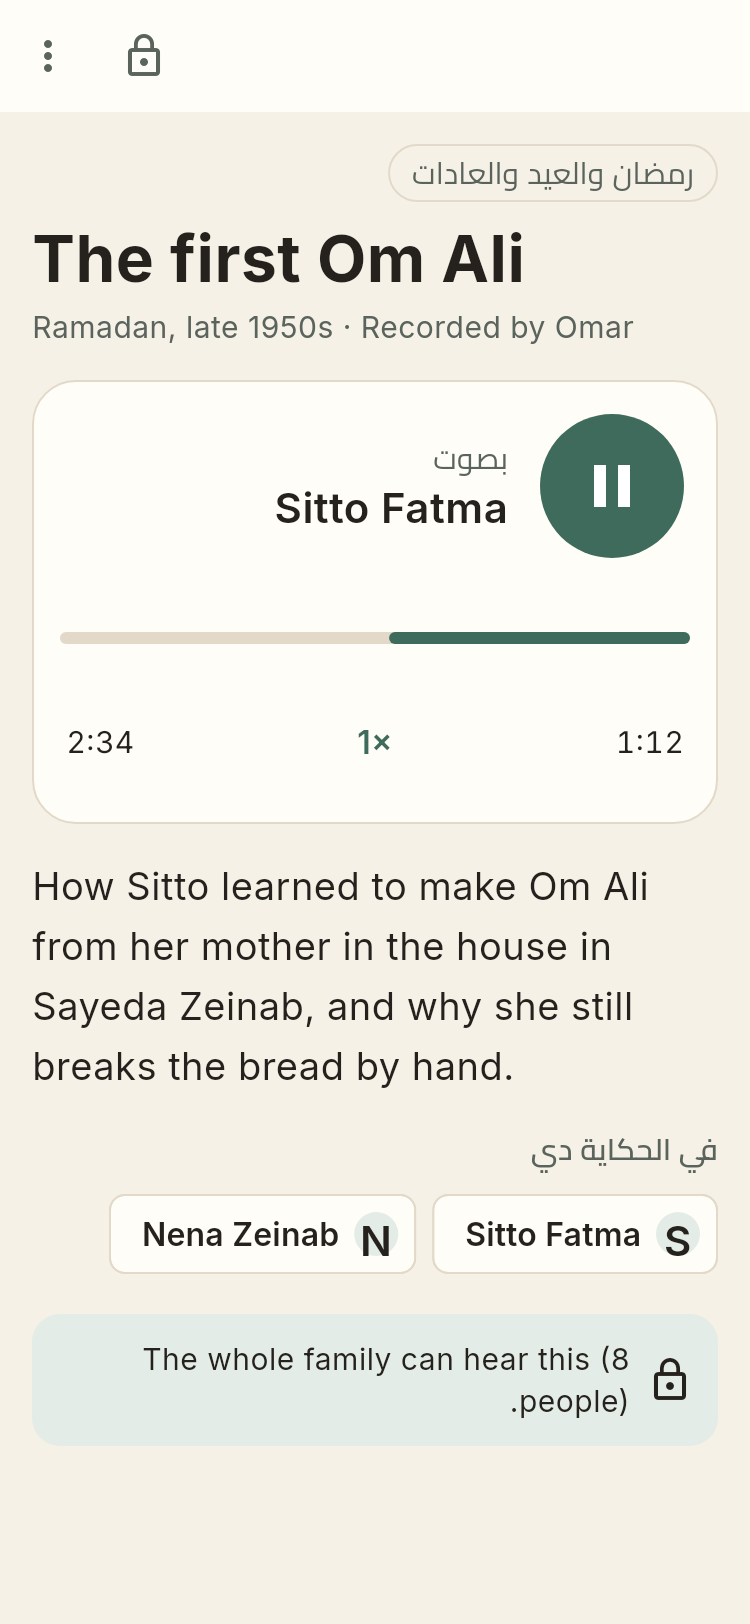 رمضان والعيد والعادات
The first Om Ali
Ramadan, late 1950s · Recorded by Omar
بصوت
Sitto Fatma
1:12
1×
2:34
How Sitto learned to make Om Ali
from her mother in the house in
Sayeda Zeinab, and why she still
breaks the bread by hand.
في الحكاية دي
S Sitto Fatma
N Nena Zeinab
The whole family can hear this (8
.people)